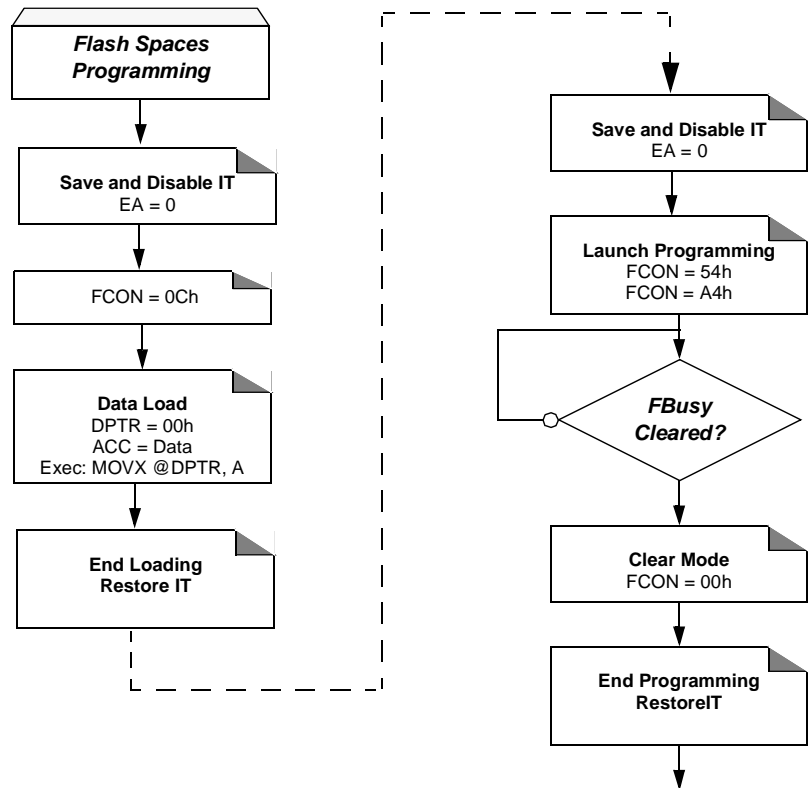 Flash Spaces
Programming
Save and Disable IT
EA = 0
FCON = 0Ch
Data Load
DPTR = 00h
ACC = Data
Exec: MOVX @DPTR, A
End Loading
Restore IT
Save and Disable IT
EA = 0
Launch Programming
FCON = 54h
FCON = A4h
FBusy
Cleared?
Clear Mode
FCON = 00h
End Programming
RestoreIT